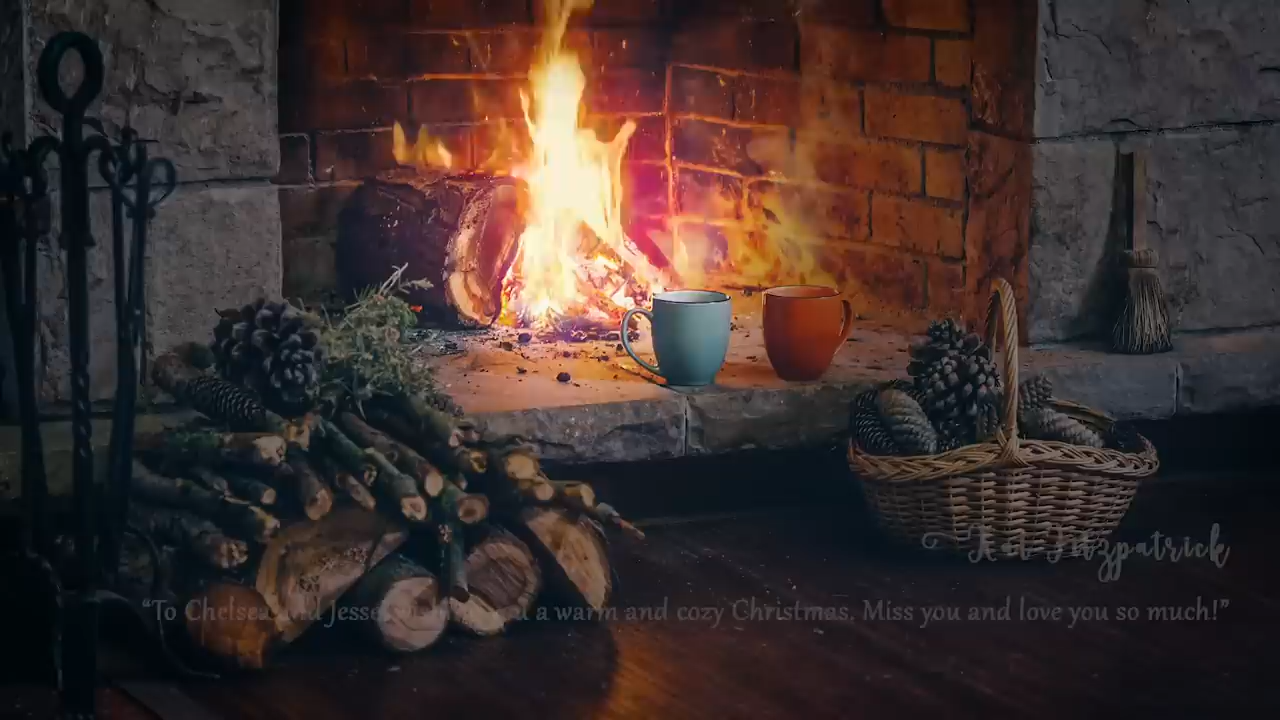 Fitzpatrick
“To Chelsea and Jesse, a warm and cozy Christmas. Miss you and love you so much!”